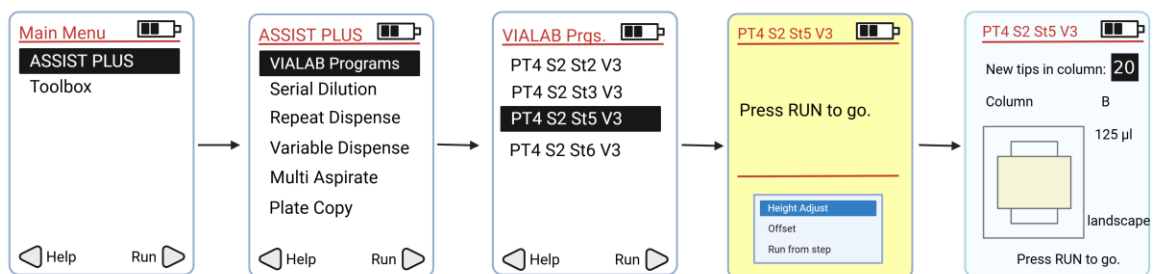 Main Menu
ASSIST PLUS
Toolbox
Help Run
ASSIST PLUS
VIALAB Programs
Serial Dilution
Repeat Dispense
Variable Dispense
Multi Aspirate
Plate Copy
Help Run
VIALAB Prgs.
PT4 S2 St2 V3
PT4 S2 St3 V3
PT4 S2 St5 V3
PT4 S2 St6 V3
Help Run
PT4 S2 St5 V3
Press RUN to go.
Height Adjust
Offset
Run from step
PT4 S2 St5 V3
New tips in column: 20
Column B
125 µl
landscape
Press RUN to go.